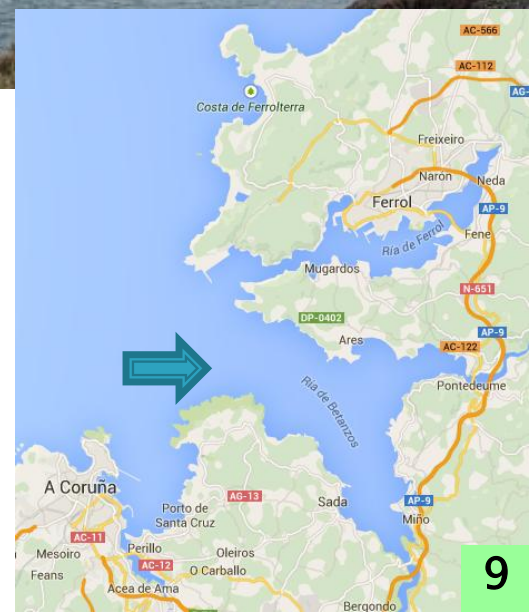 AC-566
AC-112
AG-
Costa de Ferrolterra
Freixeiro
Narón
Neda
Ferrol
AP-9
Ría de Ferrol
Fene
Mugardos
N-651
DP-0402
Ares
AP-9
AC-122
Ría de Betanzos
Pontedeume
A Coruña
AG-13
Porto de
Santa Cruz
Sada
AP-9
Miño
AC-11
Perillo
Mesoiro
AC-12
Oleiros
Feans
O Carballo
Acea de Ama
Bergondo
9